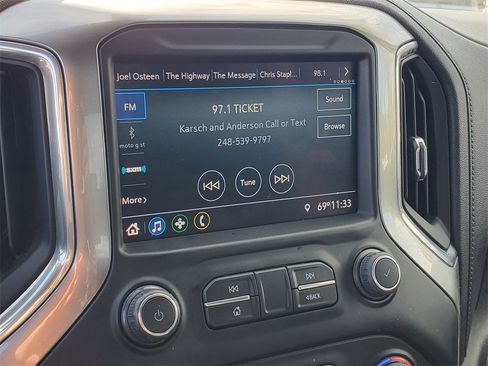 Joel Osteen The Highway The Message Chris Stapl... 98.1
FM
97.1 TICKET
Sound
Karsch and Anderson Call or Text
Browse
248-539-9797
moto g st
sxm
Tune
More>
69° 11:33
<BACK